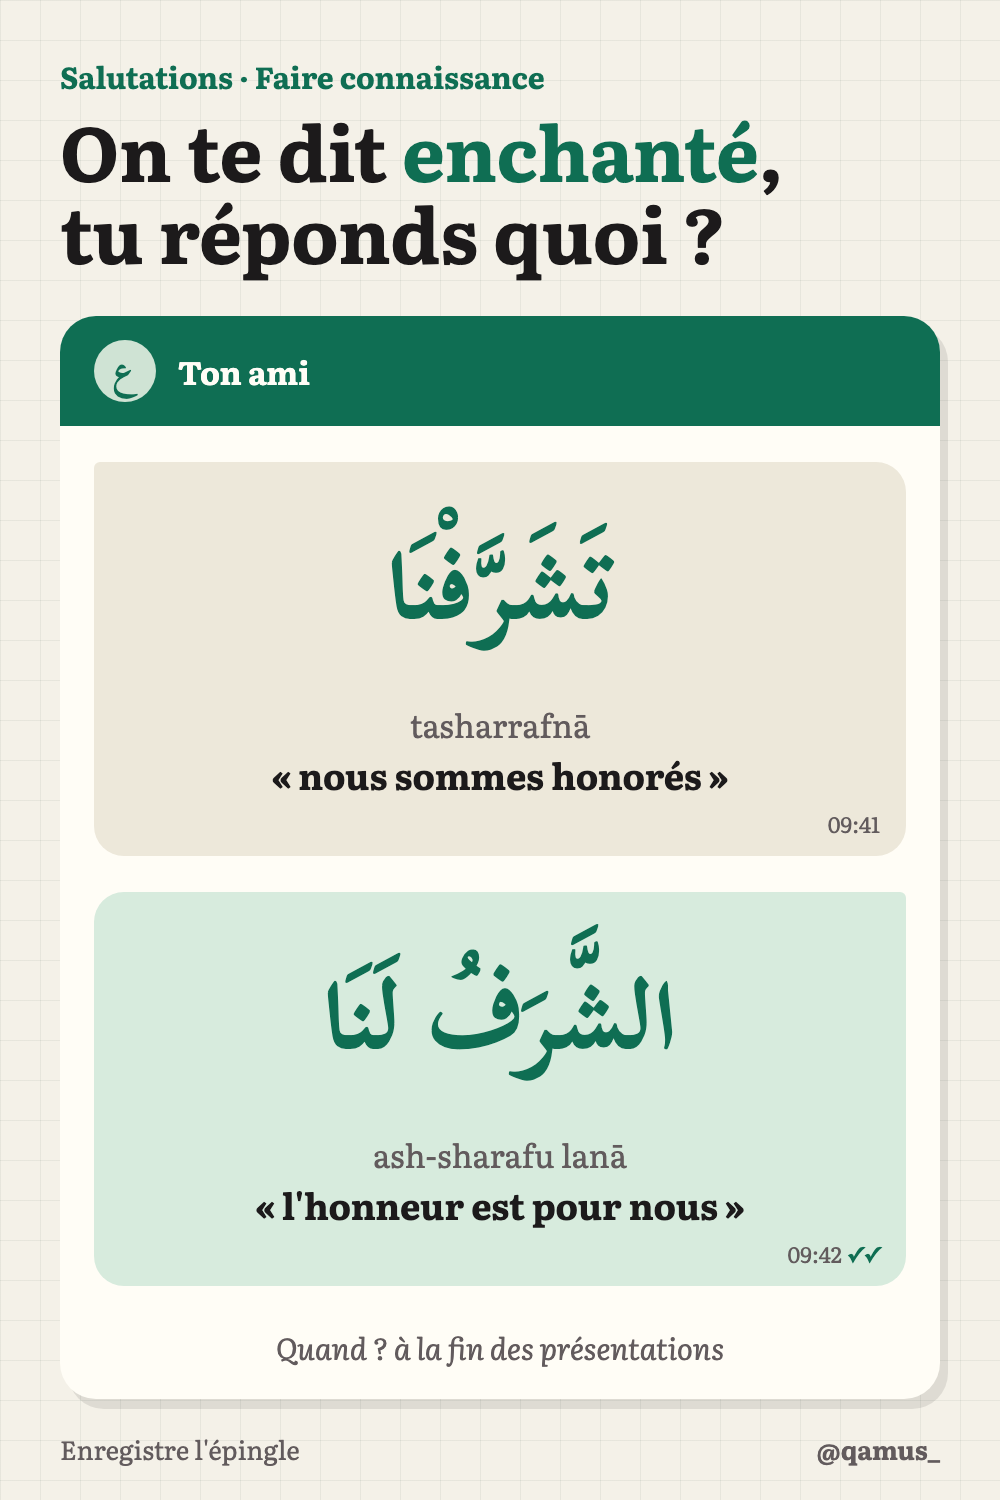 Salutations · Faire connaissance
On te dit enchanté,
tu réponds quoi ?
ع
Ton ami
تَشَرَّفْنَا
tasharrafnā
« nous sommes honorés »
09:41
الشَّرَفُ لَنَا
ash-sharafu lanā
« l'honneur est pour nous »
09:42 ✓✓
Quand ? à la fin des présentations
Enregistre l'épingle
@qamus_